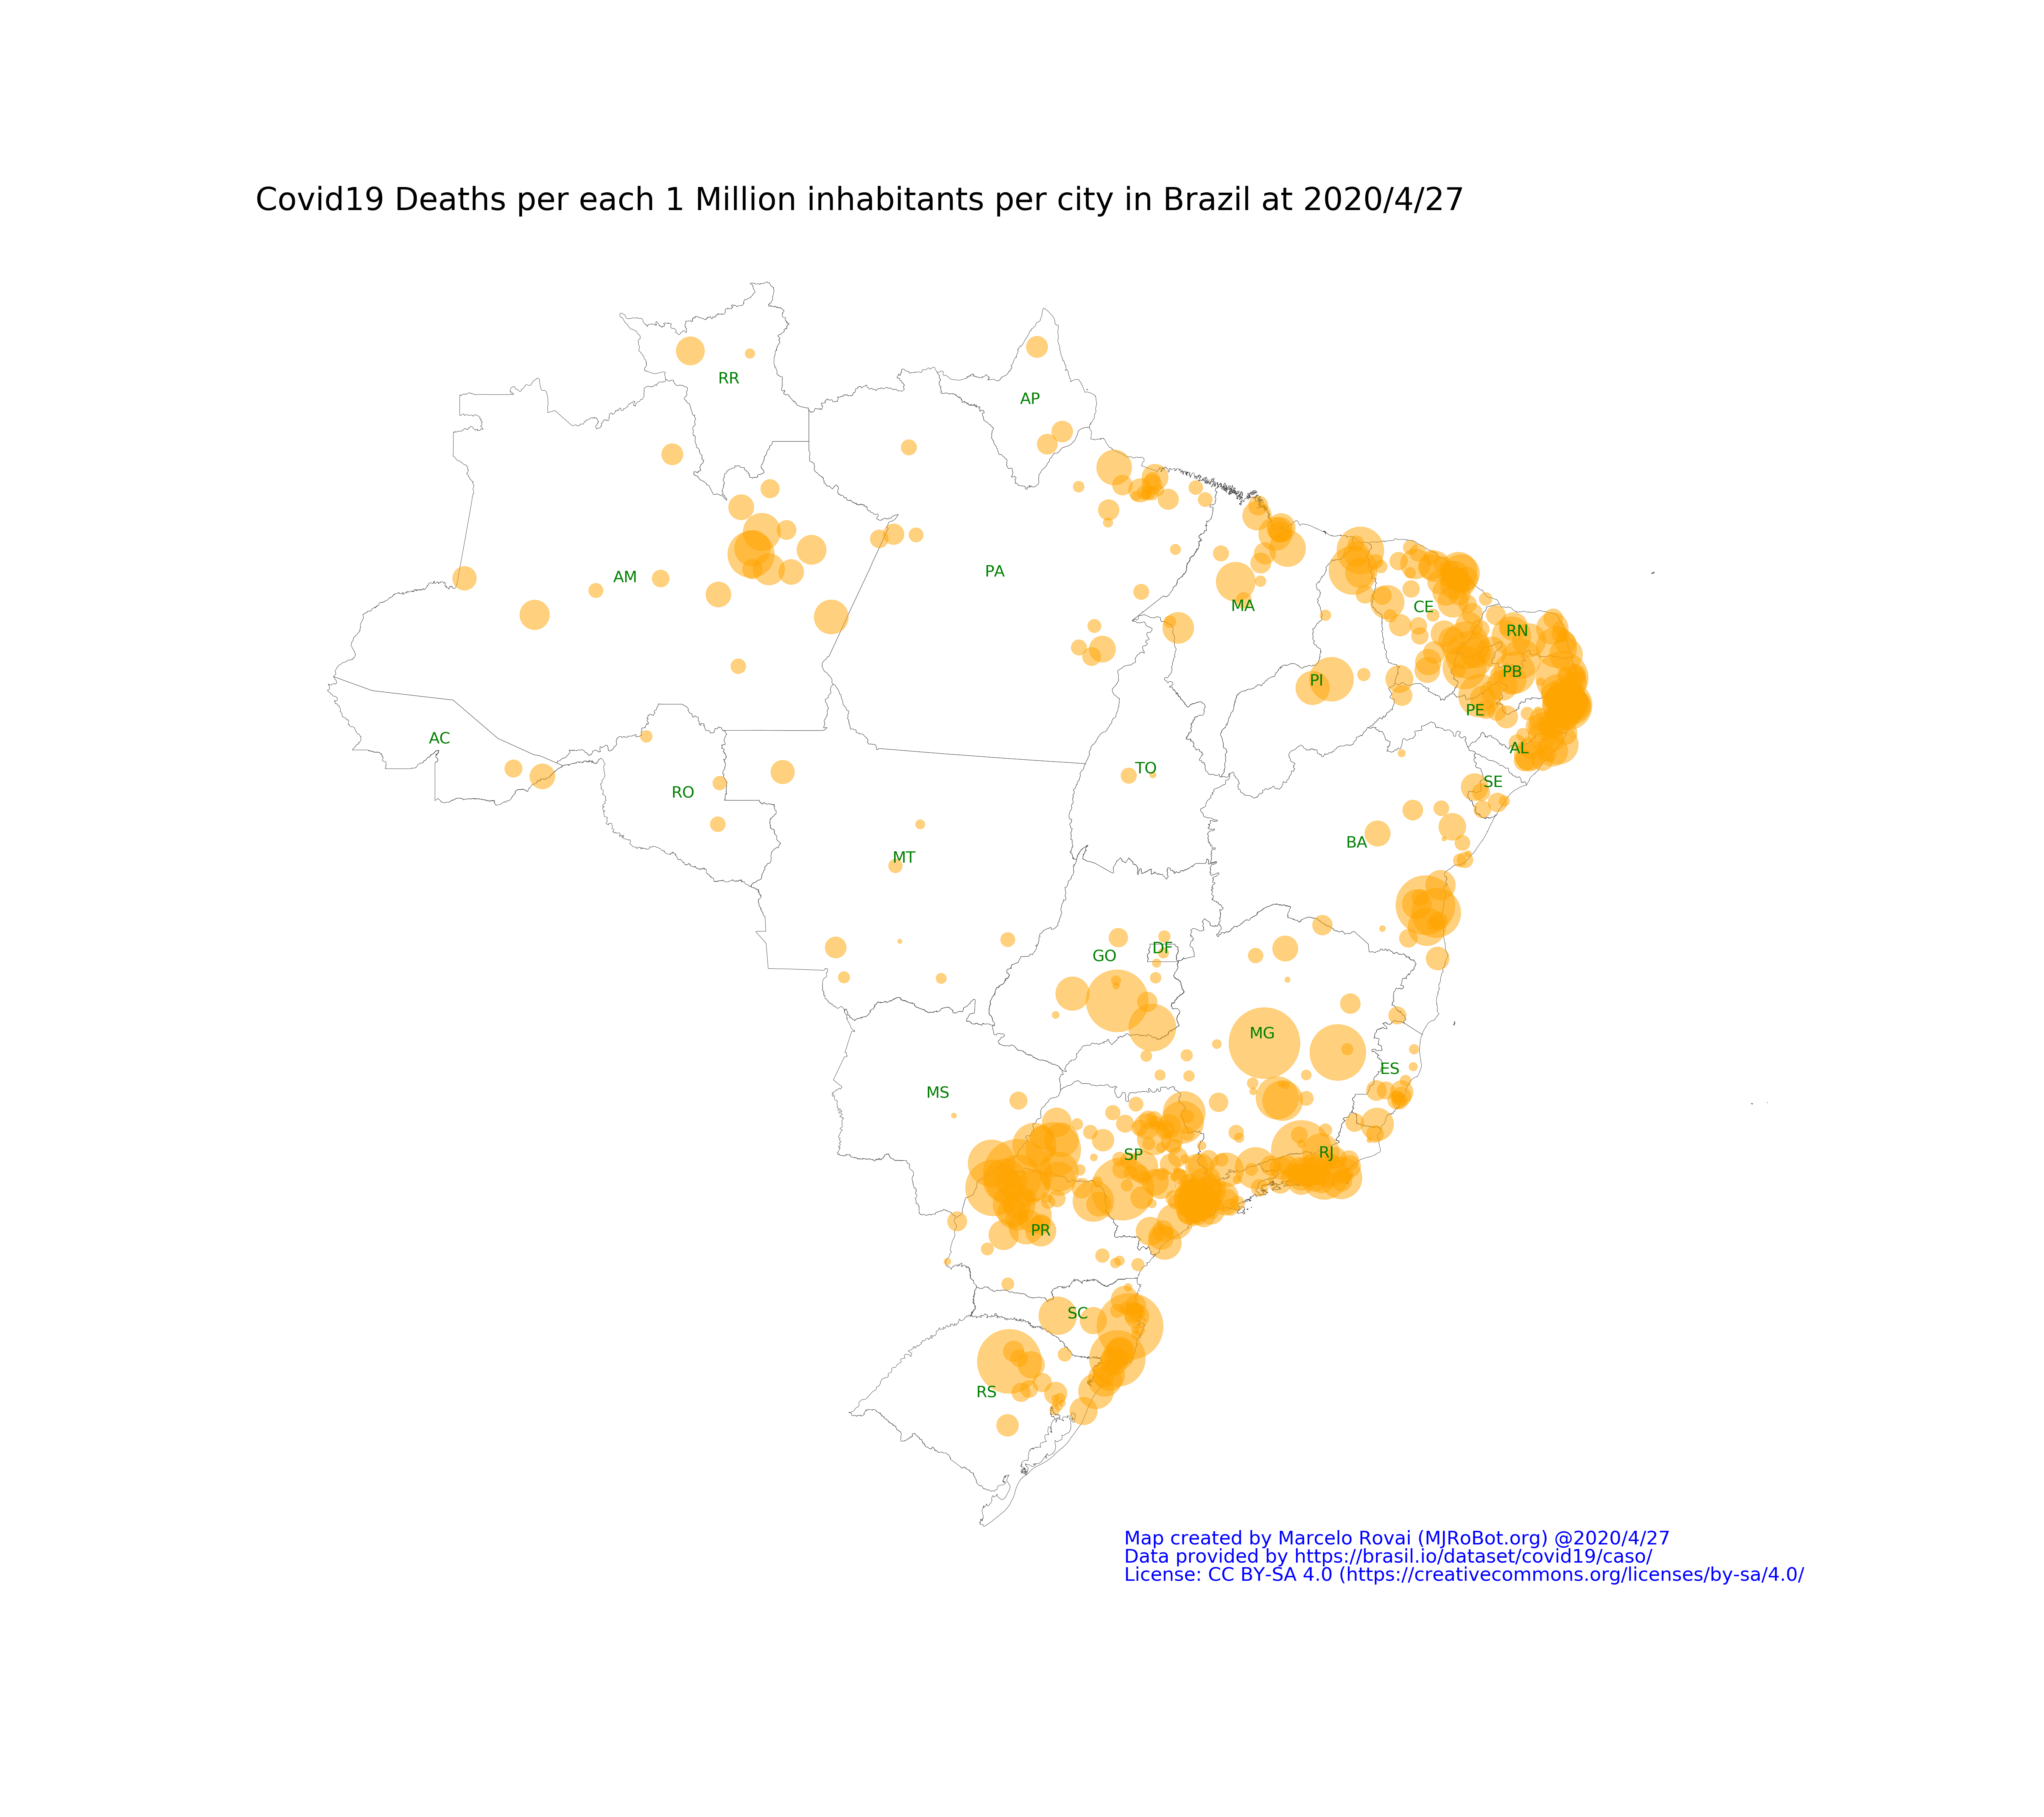 Covid19 Deaths per each 1 Million inhabitants per city in Brazil at 2020/4/27
RR
AP
AM
PA
MA
CE
RN
PB
PI
PE
AC
AL
TO
SE
RO
BA
MT
DF
GO
MG
ES
MS
RJ
SP
PR
SC
RS
Map created by Marcelo Rovai (MJRoBot.org) @2020/4/27
Data provided by https://brasil.io/dataset/covid19/caso/
License: CC BY-SA 4.0 (https://creativecommons.org/licenses/by-sa/4.0/